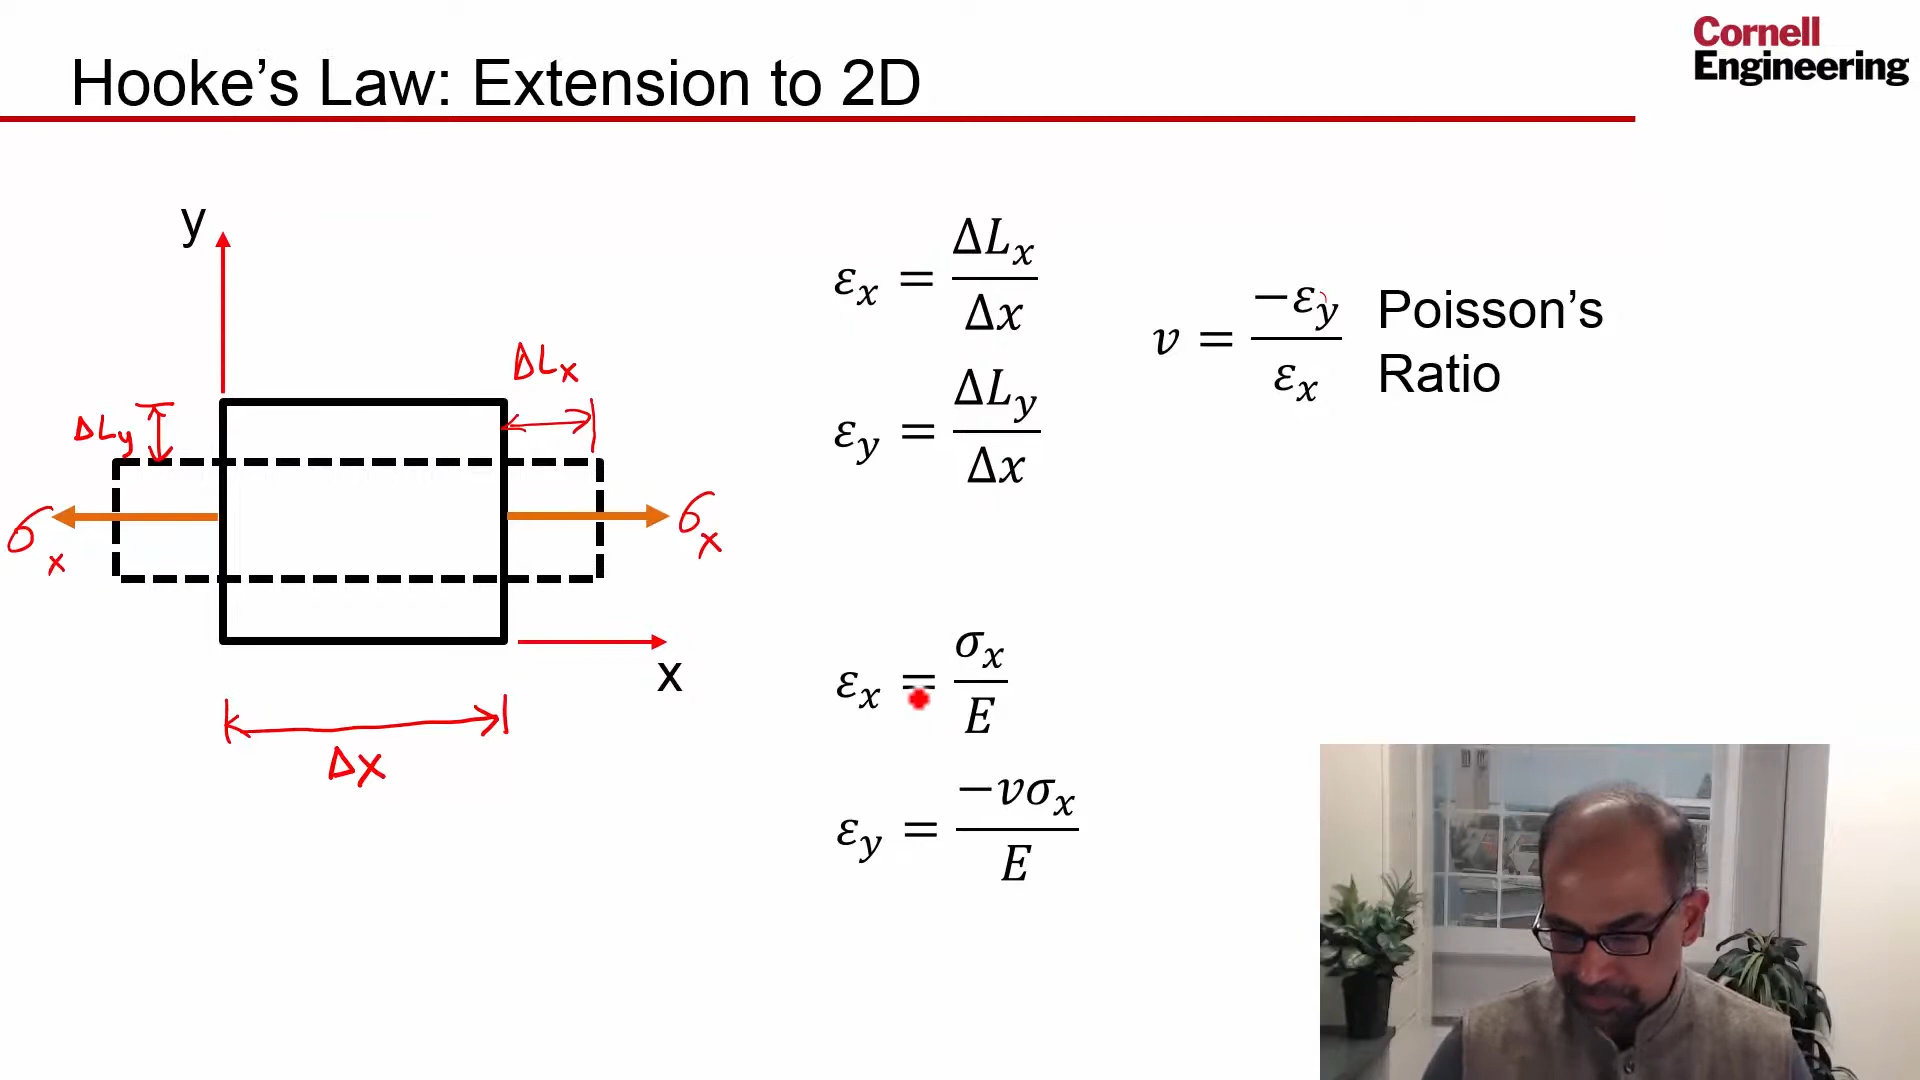 Cornell
Engineering
Hooke’s Law: Extension to 2D
y
ΔLx
ΔLy
σx
σx
x
Δx
εx = ΔLx / Δx
εy = ΔLy / Δx
ν = −εy / εx
Poisson’s
Ratio
εx = σx / E
εy = −νσx / E